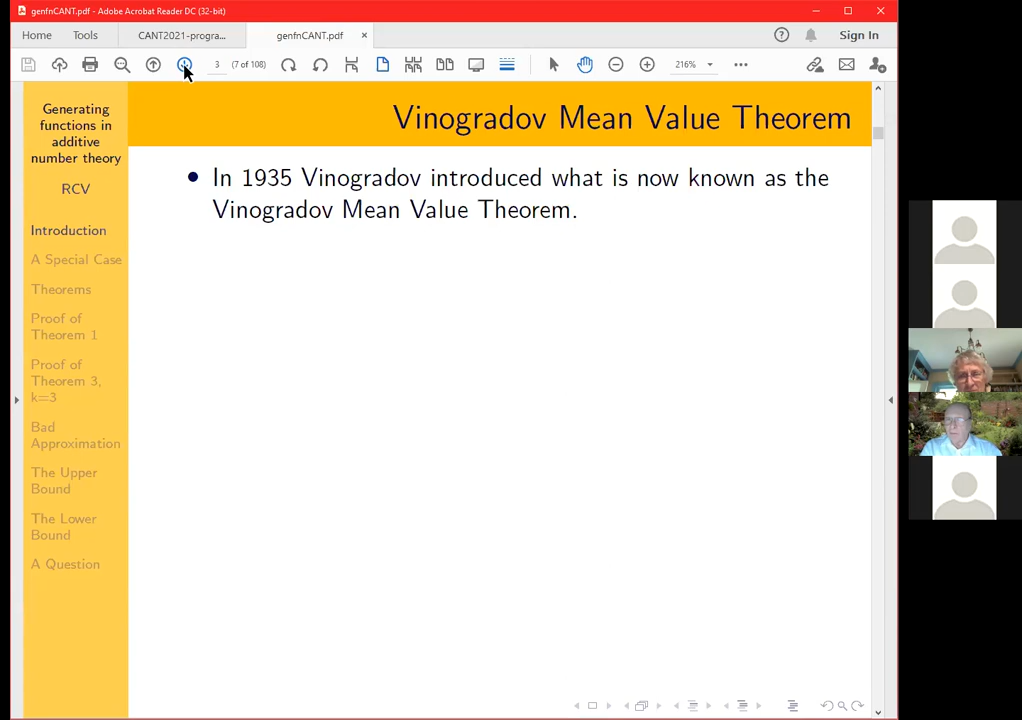 genfnCANT.pdf - Adobe Acrobat Reader DC (32-bit)
Home Tools CANT2021-progra... genfnCANT.pdf × Sign In
3 (7 of 108) 216%
Generating
functions in
additive
number theory
RCV
Introduction
A Special Case
Theorems
Proof of
Theorem 1
Proof of
Theorem 3,
k=3
Bad
Approximation
The Upper
Bound
The Lower
Bound
A Question
Vinogradov Mean Value Theorem
• In 1935 Vinogradov introduced what is now known as the
Vinogradov Mean Value Theorem.